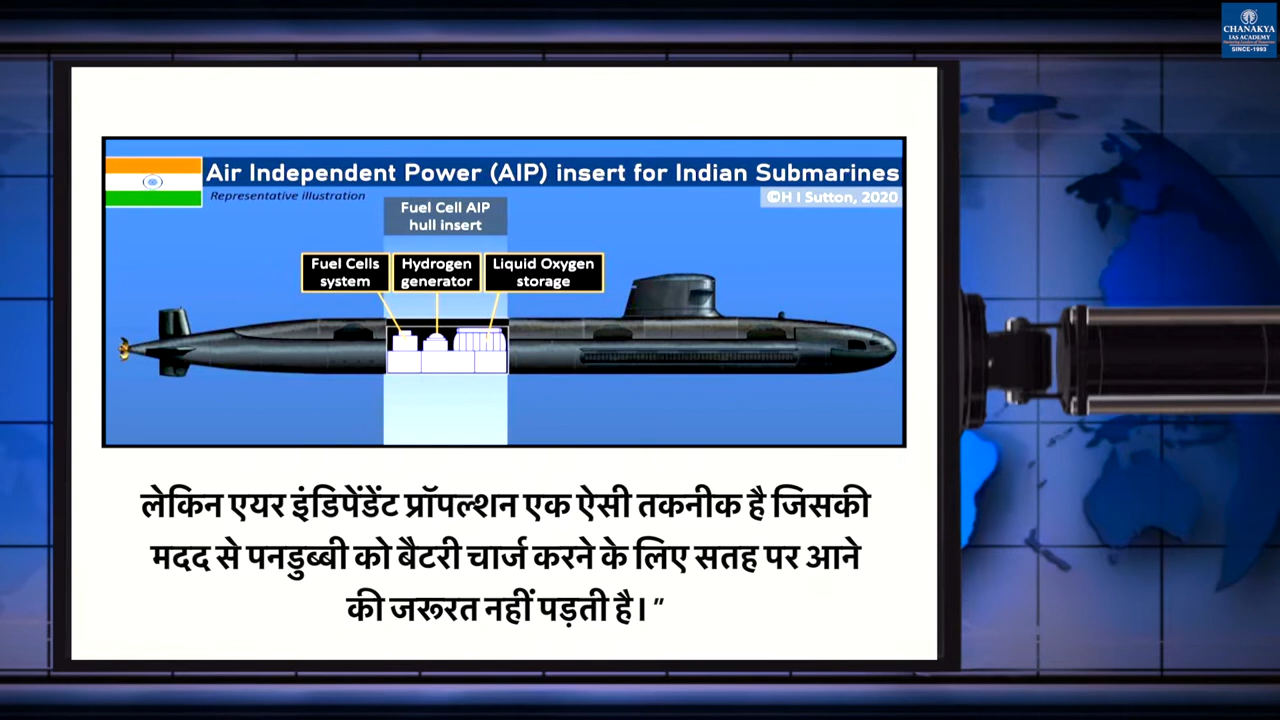 CHANAKYA
IAS ACADEMY
SINCE-1993
Air Independent Power (AIP) insert for Indian Submarines
Representative illustration
©H I Sutton, 2020
Fuel Cell AIP
hull insert
Fuel Cells
system
Hydrogen
generator
Liquid Oxygen
storage
लेकिन एयर इंडिपेंडेंट प्रॉपल्शन एक ऐसी तकनीक है जिसकी
मदद से पनडुब्बी को बैटरी चार्ज करने के लिए सतह पर आने
की जरूरत नहीं पड़ती है। ”